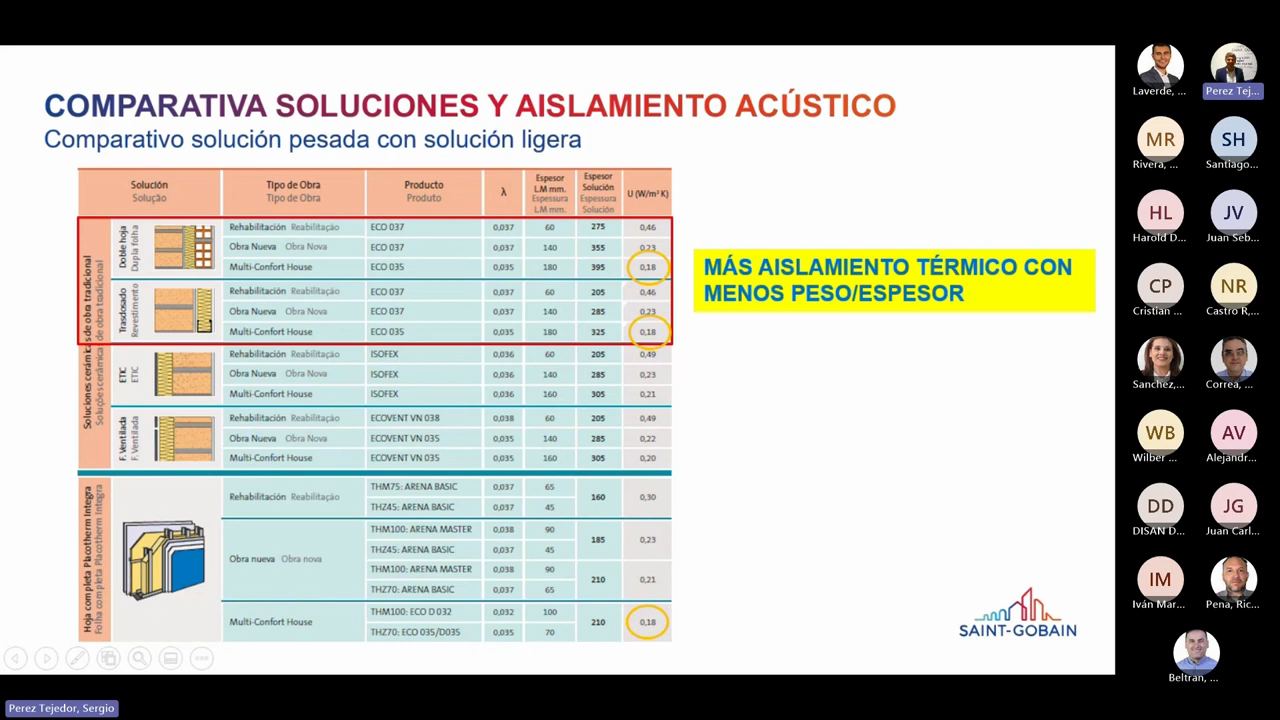 COMPARATIVA SOLUCIONES Y AISLAMIENTO ACÚSTICO
Comparativo solución pesada con solución ligera
Solución
Solução
Tipo de Obra
Tipo de Obra
Producto
Produto
λ
Espesor
L.M mm.
Espessura
L.M mm.
Espesor
Solución
Espessura
Solución
U (W/m² K)
Soluciones cerámicas de obra tradicional
Soluções cerâmicas de obra tradicional
Doble hoja
Dupla folha
Rehabilitación Reabilitação ECO 037 0,037 60 275 0,46
Obra Nueva Obra Nova ECO 037 0,037 140 355 0,23
Multi-Confort House ECO 035 0,035 180 395 0,18
Trasdosado
Revestimento
Rehabilitación Reabilitação ECO 037 0,037 60 205 0,46
Obra Nueva Obra Nova ECO 037 0,037 140 285 0,23
Multi-Confort House ECO 035 0,035 180 325 0,18
ETIC
ETIC
Rehabilitación Reabilitação ISOFEX 0,036 60 205 0,49
Obra Nueva Obra Nova ISOFEX 0,036 140 285 0,23
Multi-Confort House ISOFEX 0,036 160 305 0,21
F. Ventilada
F. Ventilada
Rehabilitación Reabilitação ECOVENT VN 038 0,038 60 205 0,49
Obra Nueva Obra Nova ECOVENT VN 035 0,035 140 285 0,22
Multi-Confort House ECOVENT VN 035 0,035 160 305 0,20
Hoja completa Placotherm Integra
Folha completa Placotherm Integra
Rehabilitación Reabilitação
THM75: ARENA BASIC 0,037 65
THZ45: ARENA BASIC 0,037 45
160 0,30
Obra nueva Obra nova
THM100: ARENA MASTER 0,038 90
THZ45: ARENA BASIC 0,037 45
185 0,23
THM100: ARENA MASTER 0,038 90
THZ70: ARENA BASIC 0,037 65
210 0,21
Multi-Confort House
THM100: ECO D 032 0,032 100
THZ70: ECO 035/D035 0,035 70
210 0,18
MÁS AISLAMIENTO TÉRMICO CON
MENOS PESO/ESPESOR
SAINT-GOBAIN
Perez Tejedor, Sergio
Laverde, ...
Perez Tej...
MR
Rivera, ...
SH
Santiago...
HL
Harold D...
JV
Juan Seb...
CP
Cristian ...
NR
Castro R,...
Sanchez,...
Correa, ...
WB
Wilber ...
AV
Alejandr...
DD
DISAN D...
JG
Juan Carl...
IM
Iván Mar...
Pena, Ric...
Beltran, ...